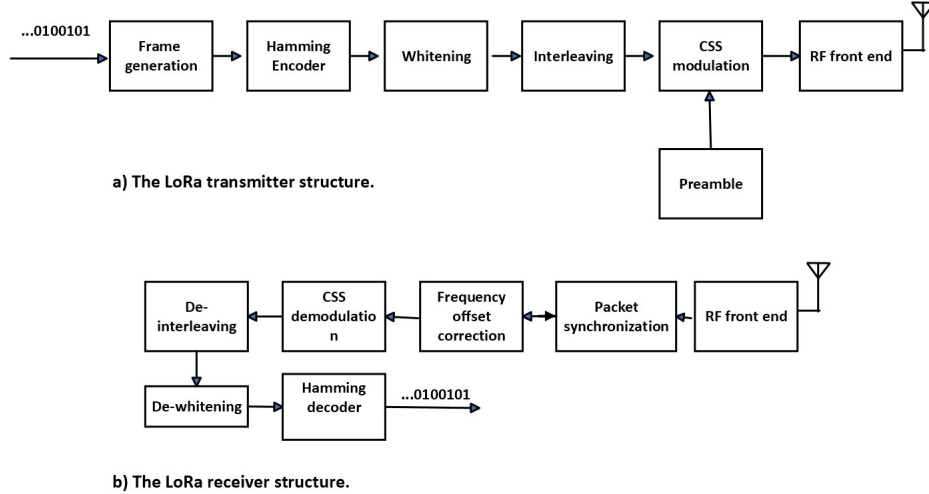 ...0100101
Frame
generation
Hamming
Encoder
Whitening
Interleaving
CSS
modulation
RF front end
Preamble
a) The LoRa transmitter structure.
De-
interleaving
CSS
demodulatio
n
Frequency
offset
correction
Packet
synchronization
RF front end
De-whitening
Hamming
decoder
...0100101
b) The LoRa receiver structure.